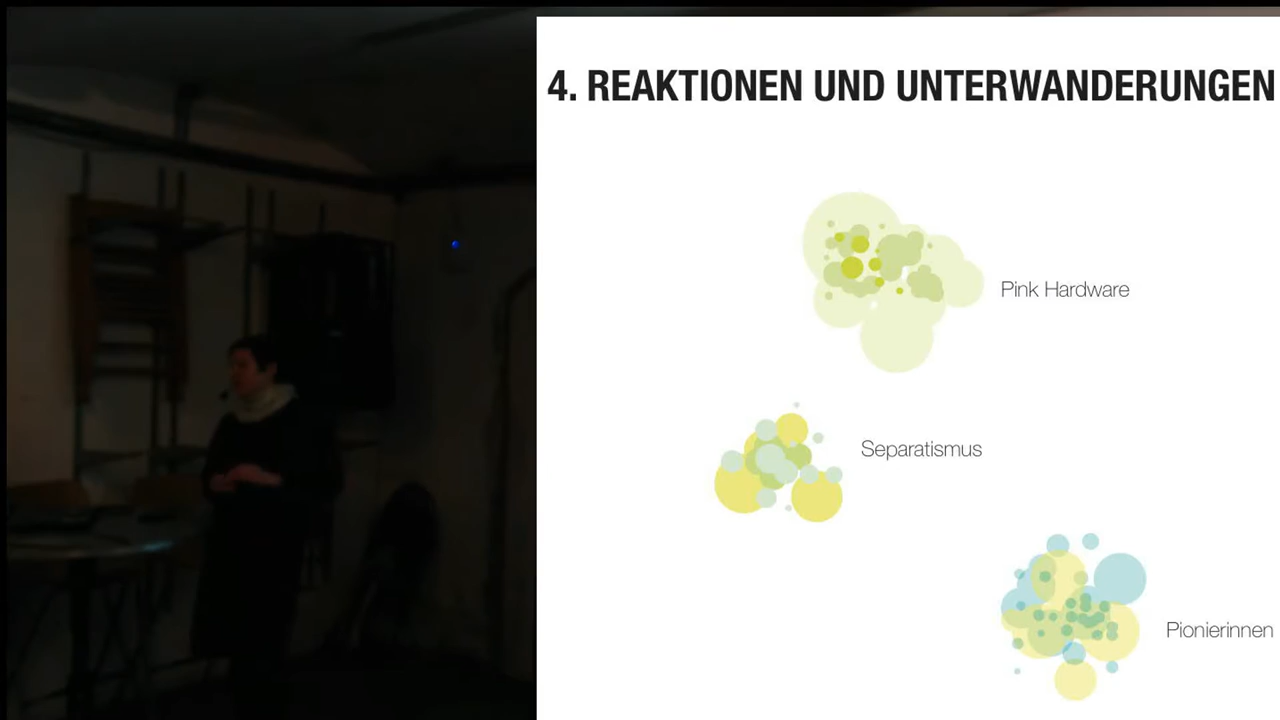 4. REAKTIONEN UND UNTERWANDERUNGEN
Pink Hardware
Separatismus
Pionierinnen